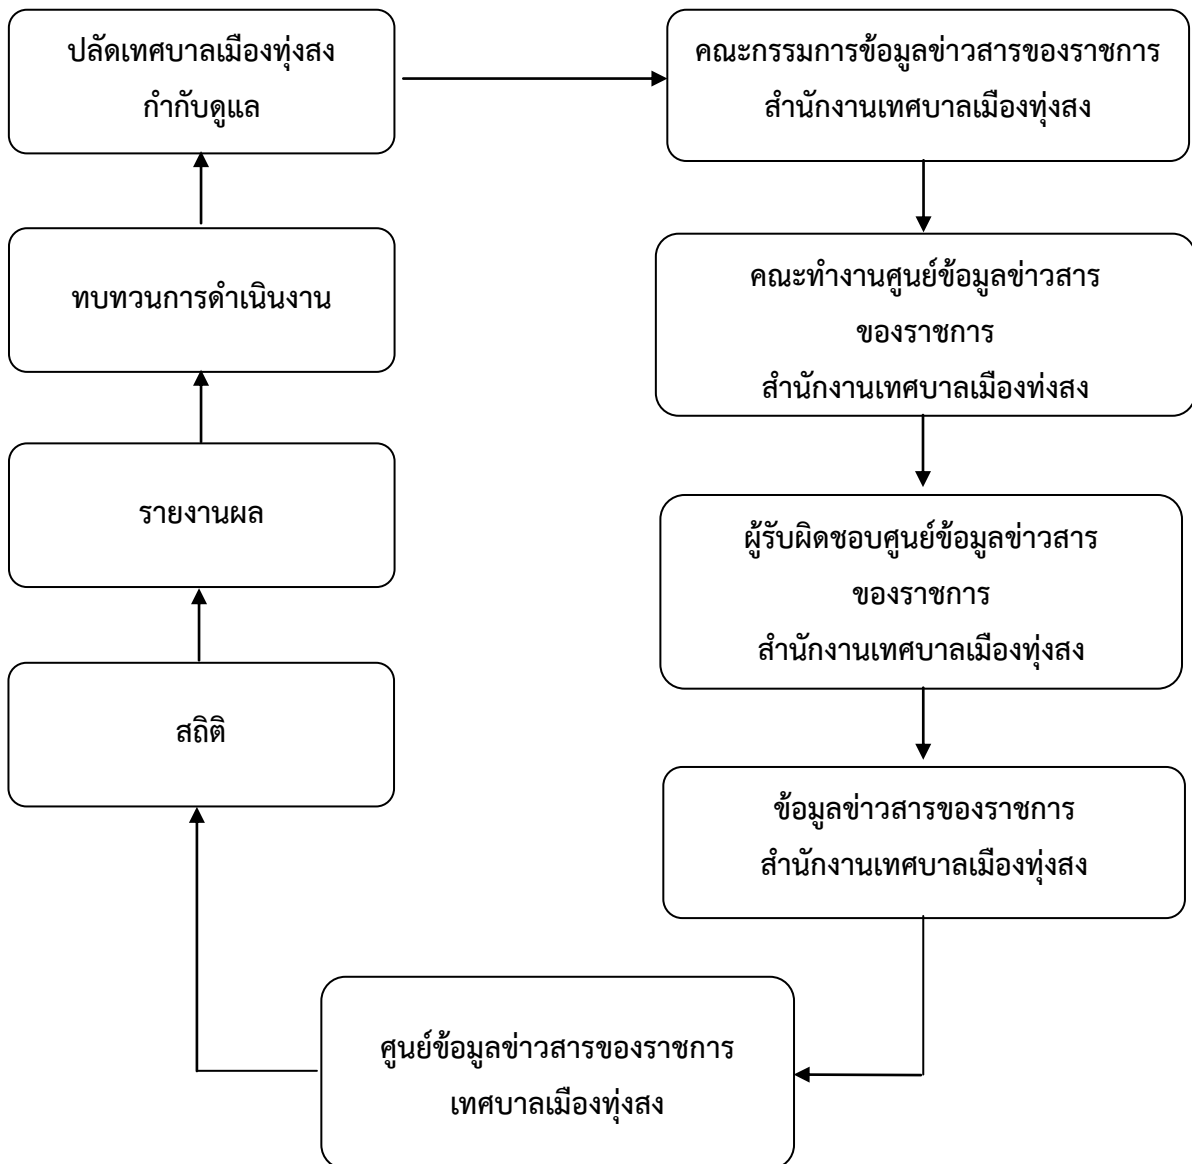 ปลัดเทศบาลเมืองทุ่งสง
กำกับดูแล
คณะกรรมการข้อมูลข่าวสารของราชการ
สำนักงานเทศบาลเมืองทุ่งสง
คณะทำงานศูนย์ข้อมูลข่าวสาร
ของราชการ
สำนักงานเทศบาลเมืองท่งสง
ผู้รับผิดชอบศูนย์ข้อมูลข่าวสาร
ของราชการ
สำนักงานเทศบาลเมืองทุ่งสง
ข้อมูลข่าวสารของราชการ
สำนักงานเทศบาลเมืองทุ่งสง
ศูนย์ข้อมูลข่าวสารของราชการ
เทศบาลเมืองทุ่งสง
สถิติ
รายงานผล
ทบทวนการดำเนินงาน